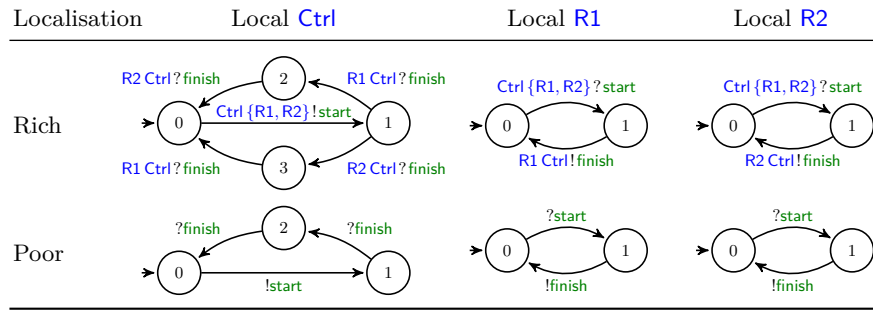 Localisation Local Ctrl Local R1 Local R2
R2 Ctrl?finish 2 R1 Ctrl?finish
Ctrl {R1, R2}!start Ctrl {R1, R2}?start Ctrl {R1, R2}?start
Rich 0 1 0 1 0 1
R1 Ctrl?finish 3 R2 Ctrl?finish R1 Ctrl!finish R2 Ctrl!finish
?finish 2 ?finish ?start ?start
Poor 0 1 0 1 0 1
!start !finish !finish